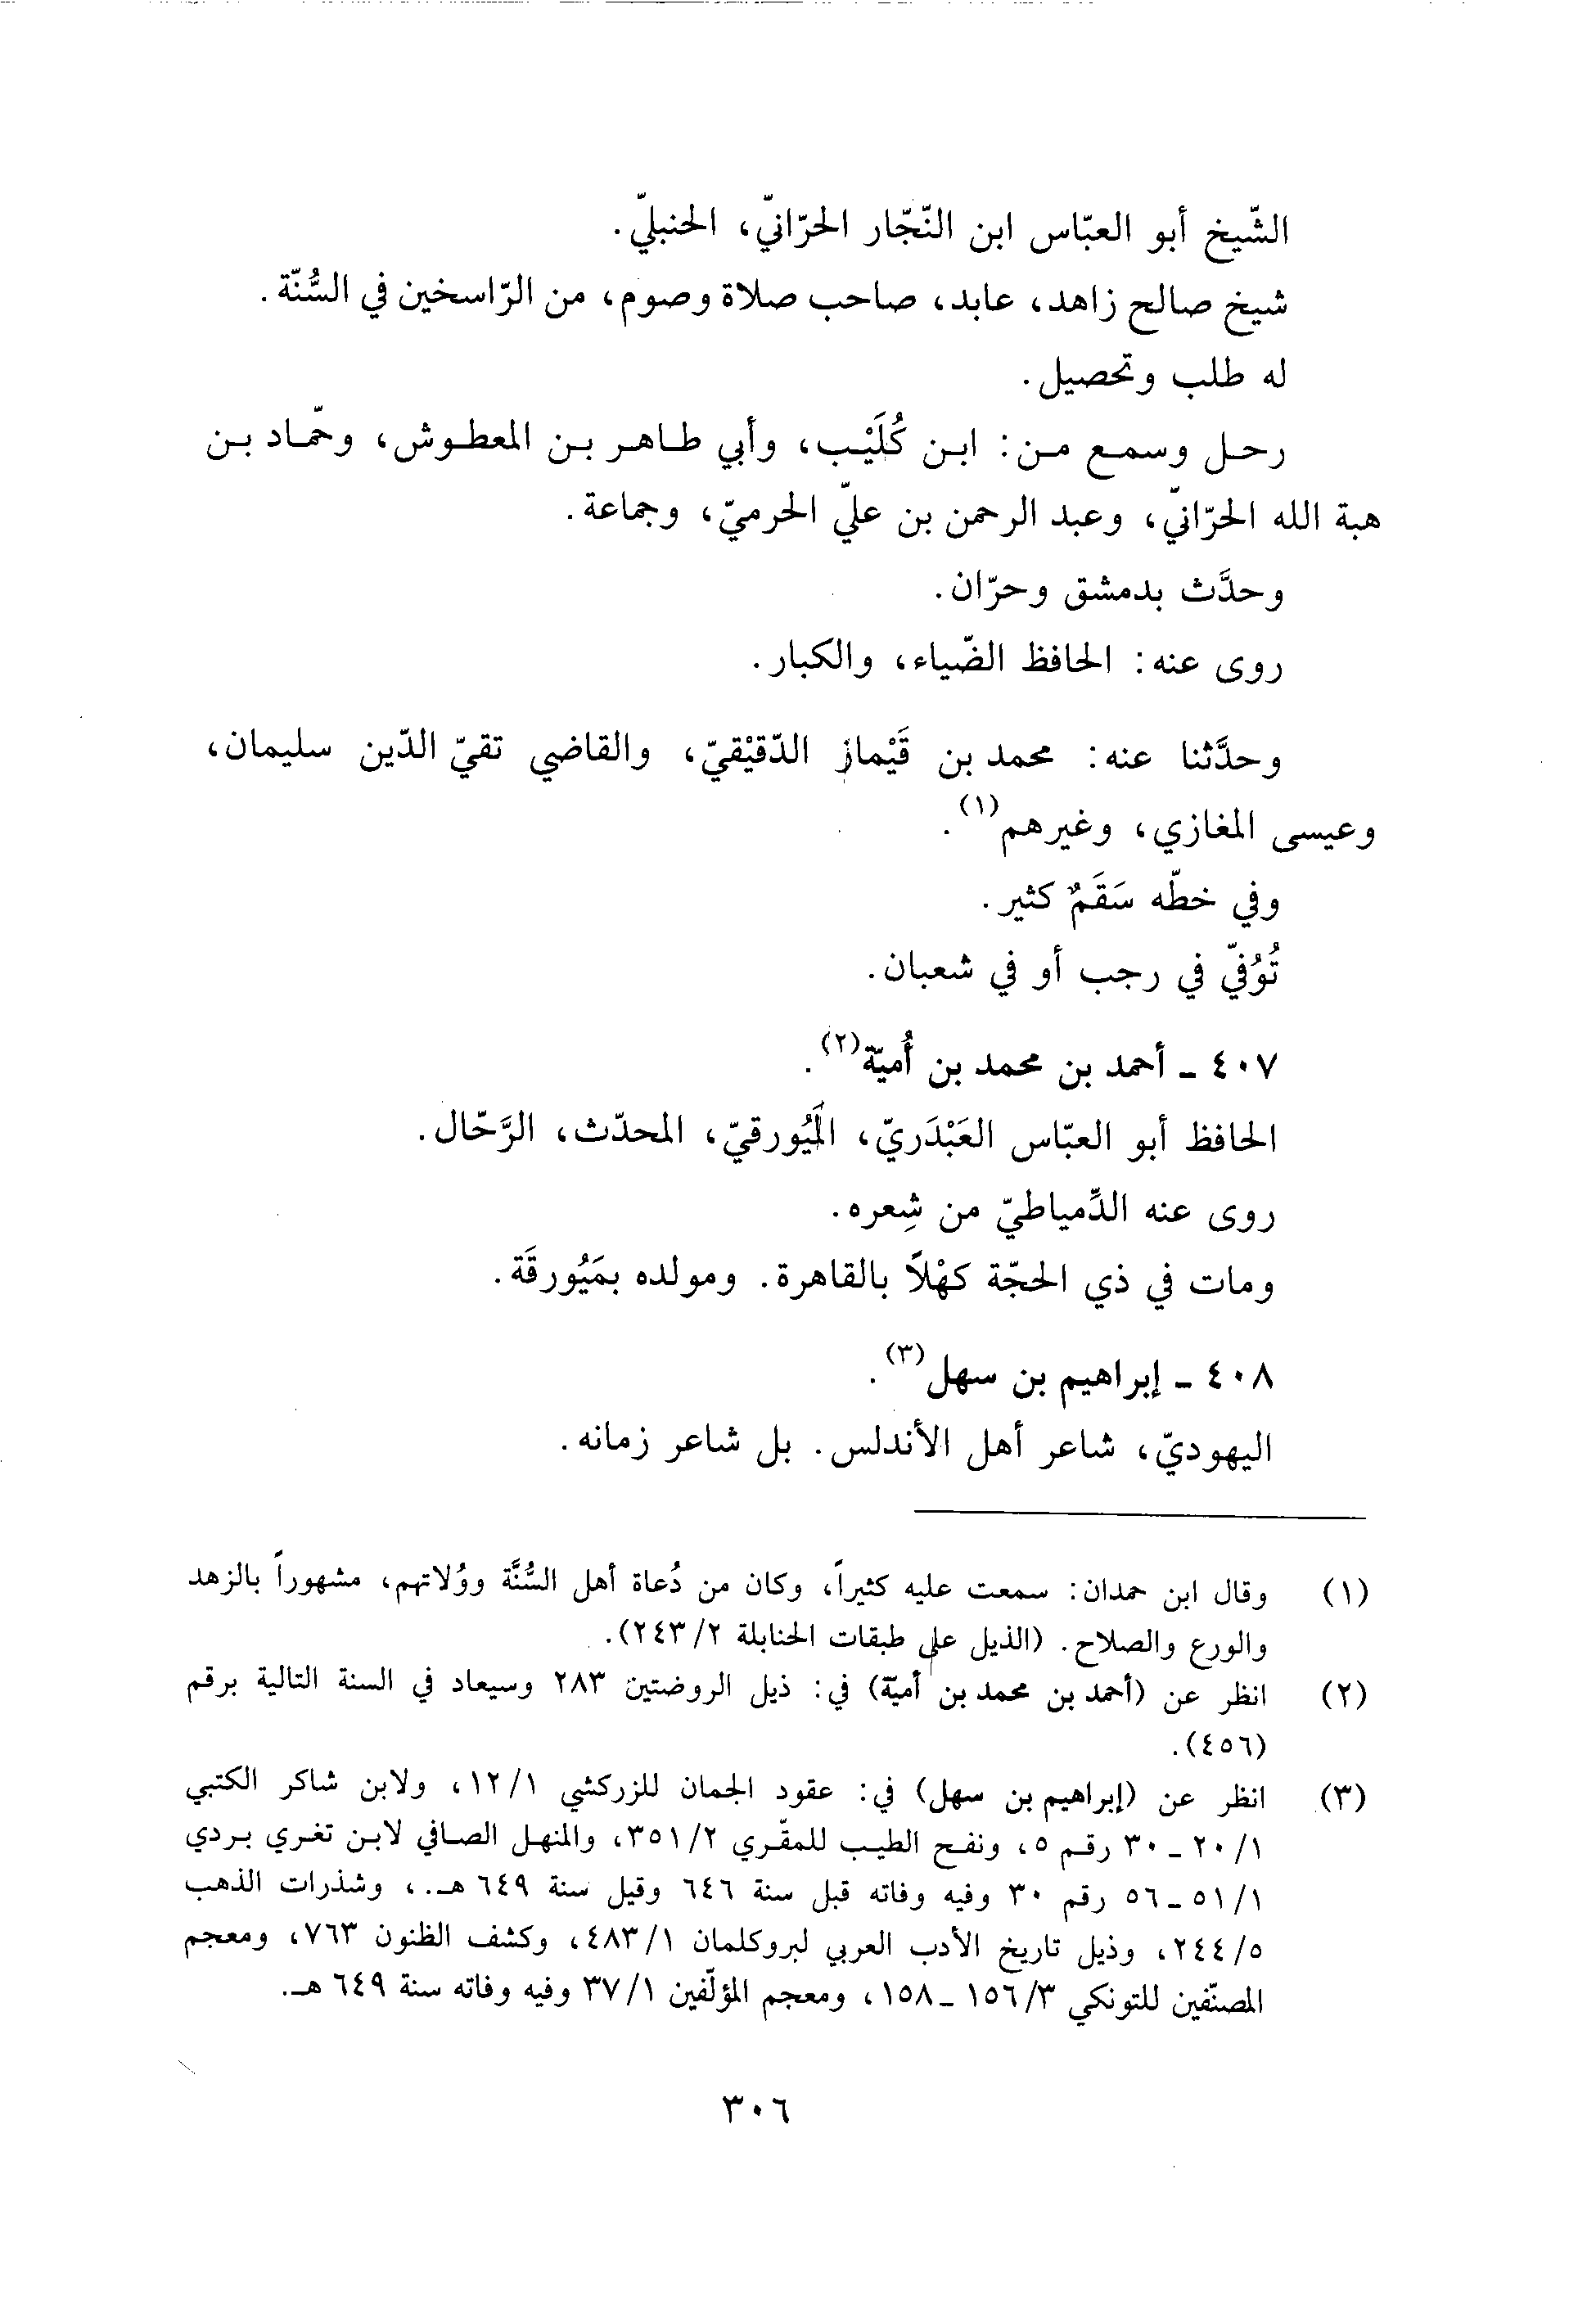 الشّيخ أبو العبّاس ابن النّجّار الحرّانيّ، الحنبليّ.
شيخ صالح زاهد، عابد، صاحب صلاة وصوم، من الرّاسخين في السُّنّة.
له طلب وتحصيل.
رحل وسمع من: ابن كُلَيْب، وأبي طاهر بن المعطوش، وحمّاد بن
هبة الله الحرّانيّ، وعبد الرحمن بن عليّ الحرميّ، وجماعة.
وحدَّث بدمشق وحرّان.
روى عنه: الحافظ الضّياء، والكبار.
وحدَّثنا عنه: محمد بن قَيْماز الدّقيْقيّ، والقاضي تقيّ الدّين سليمان،
وعيسى المغازي، وغيرهم(١).
وفي خطّه سَقَمٌ كثير.
تُوُفّي في رجب أو في شعبان.
٤٠٧ ـ أحمد بن محمد بن أُميّة(٢).
الحافظ أبو العبّاس العَبْدَريّ، المَيُورقيّ، المحدّث، الرَّحّال.
روى عنه الدِّمياطيّ من شِعره.
ومات في ذي الحجّة كهْلاً بالقاهرة. ومولده بمَيُورقَة.
٤٠٨ ـ إبراهيم بن سهل(٣).
اليهوديّ، شاعر أهل الأندلس. بل شاعر زمانه.
(١) وقال ابن حمدان: سمعت عليه كثيراً، وكان من دُعاة أهل السُّنَّة ووُلاتهم، مشهوراً بالزهد
والورع والصلاح. (الذيل على طبقات الحنابلة ٢/٢٤٣).
(٢) انظر عن (أحمد بن محمد بن أميّة) في: ذيل الروضتين ٢٨٣ وسيعاد في السنة التالية برقم
(٤٥٦).
(٣) انظر عن (إبراهيم بن سهل) في: عقود الجمان للزركشي ١/١٢، ولابن شاكر الكتبي
١/٢٠ ـ ٣٠ رقم ٥، ونفح الطيب للمقّري ٢/٣٥١، والمنهل الصافي لابن تغري بردي
١/٥١ ـ ٥٦ رقم ٣٠ وفيه وفاته قبل سنة ٦٤٦ وقيل سنة ٦٤٩ هـ.، وشذرات الذهب
٥/٢٤٤، وذيل تاريخ الأدب العربي لبروكلمان ١/٤٨٣، وكشف الظنون ٧٦٣، ومعجم
المصنّفين للتونكي ٣/١٥٦ ـ ١٥٨، ومعجم المؤلّفين ١/٣٧ وفيه وفاته سنة ٦٤٩ هـ.
٣٠٦